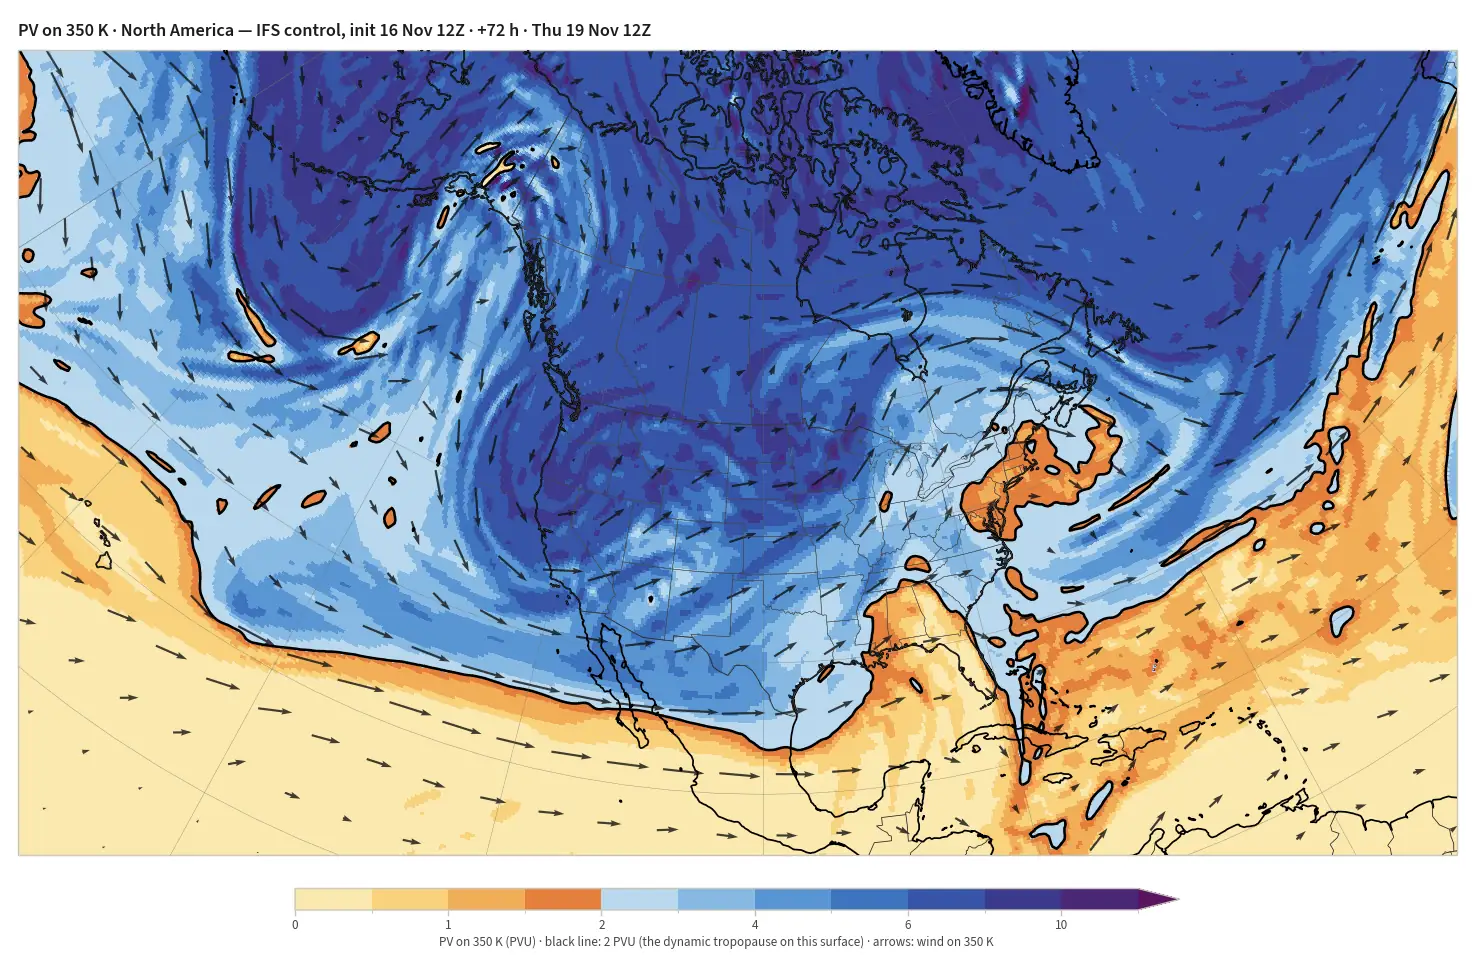 PV on 350 K · North America — IFS control, init 16 Nov 12Z · +72 h · Thu 19 Nov 12Z
0 1 2 4 6 10
PV on 350 K (PVU) · black line: 2 PVU (the dynamic tropopause on this surface) · arrows: wind on 350 K